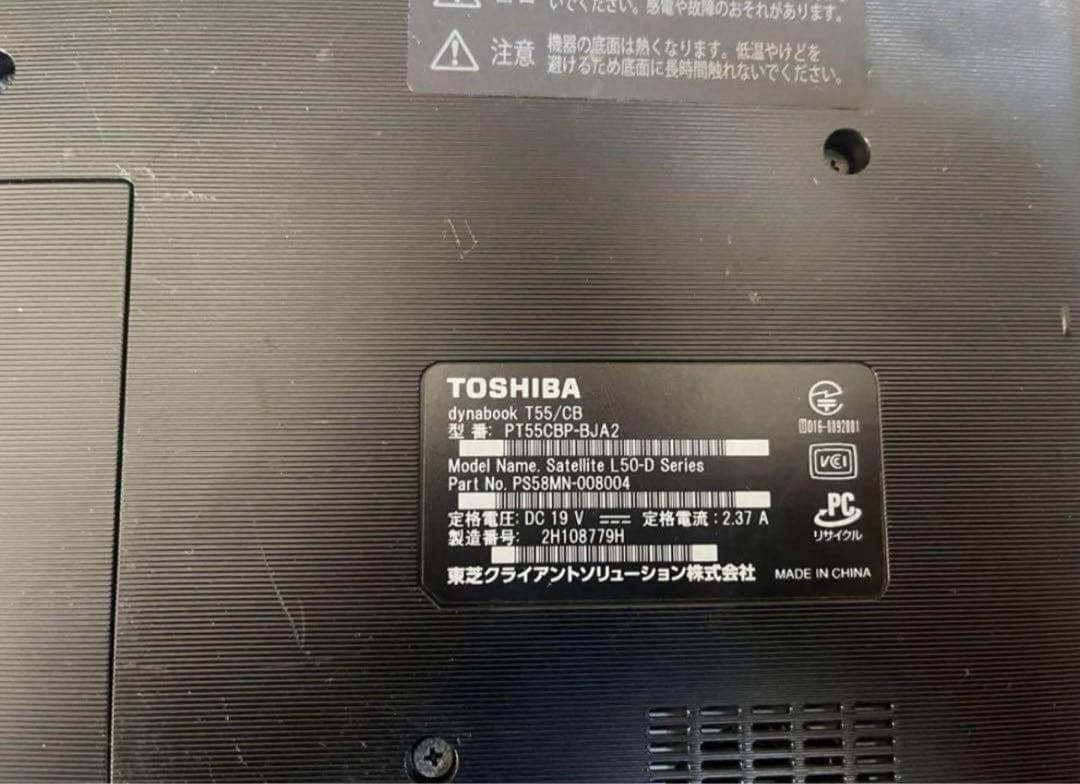 いでください。感電や故障のおそれがあります。
注意 機器の底面は熱くなります。低温やけどを
避けるため底面に長時間触れないでください。
TOSHIBA
dynabook T55/CB
型 番: PT55CBP-BJA2
Model Name. Satellite L50-D Series
Part No. PS58MN-008004
定格電圧: DC 19 V 定格電流: 2.37 A
製造番号: 2H108779H
東芝クライアントソリューション株式会社 MADE IN CHINA
VCI
PC
リサイクル